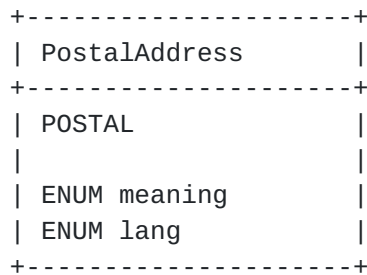 +---------------------+
| PostalAddress       |
+---------------------+
| POSTAL              |
|                     |
| ENUM meaning        |
| ENUM lang           |
+---------------------+